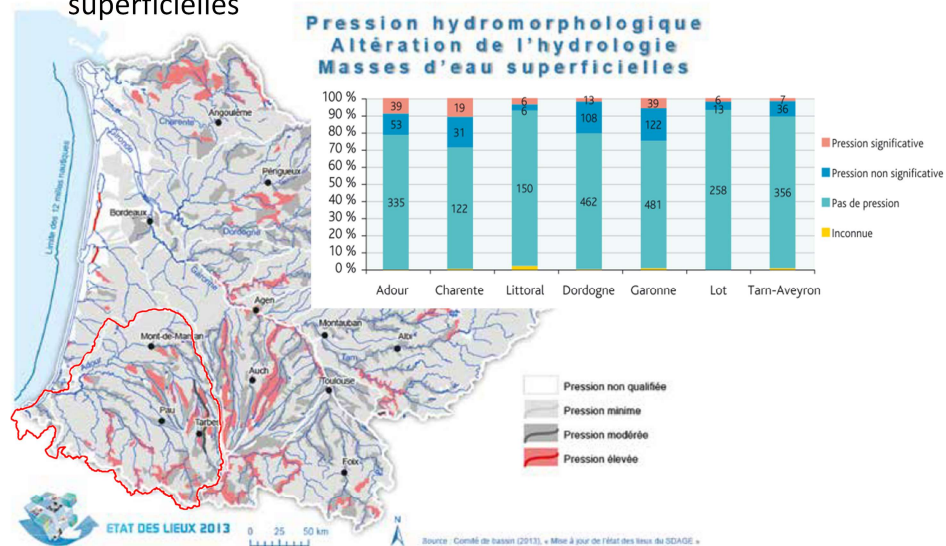 superficielles
Pression hydromorphologique
Altération de l'hydrologie
Masses d'eau superficielles
100 %
90 %
80 %
70 %
60 %
50 %
40 %
30 %
20 %
10 %
0 %
39 19 6 13 39 6 7
53 31 6 108 122 13 36
335 122 150 462 481 258 356
Adour Charente Littoral Dordogne Garonne Lot Tarn-Aveyron
Pression significative
Pression non significative
Pas de pression
Inconnue
Limite des 12 milles nautiques
Charente
Angoulême
Gironde
Périgueux
Bordeaux
Dordogne
Garonne
Agen
Montauban
Mont-de-Marsan
Albi
Tarn
Adour
Auch
Toulouse
Pau
Tarbes
Foix
Pression non qualifiée
Pression minime
Pression modérée
Pression élevée
ETAT DES LIEUX 2013
0 25 50 km
N
Source : Comité de bassin (2013), « Mise à jour de l'état des lieux du SDAGE »